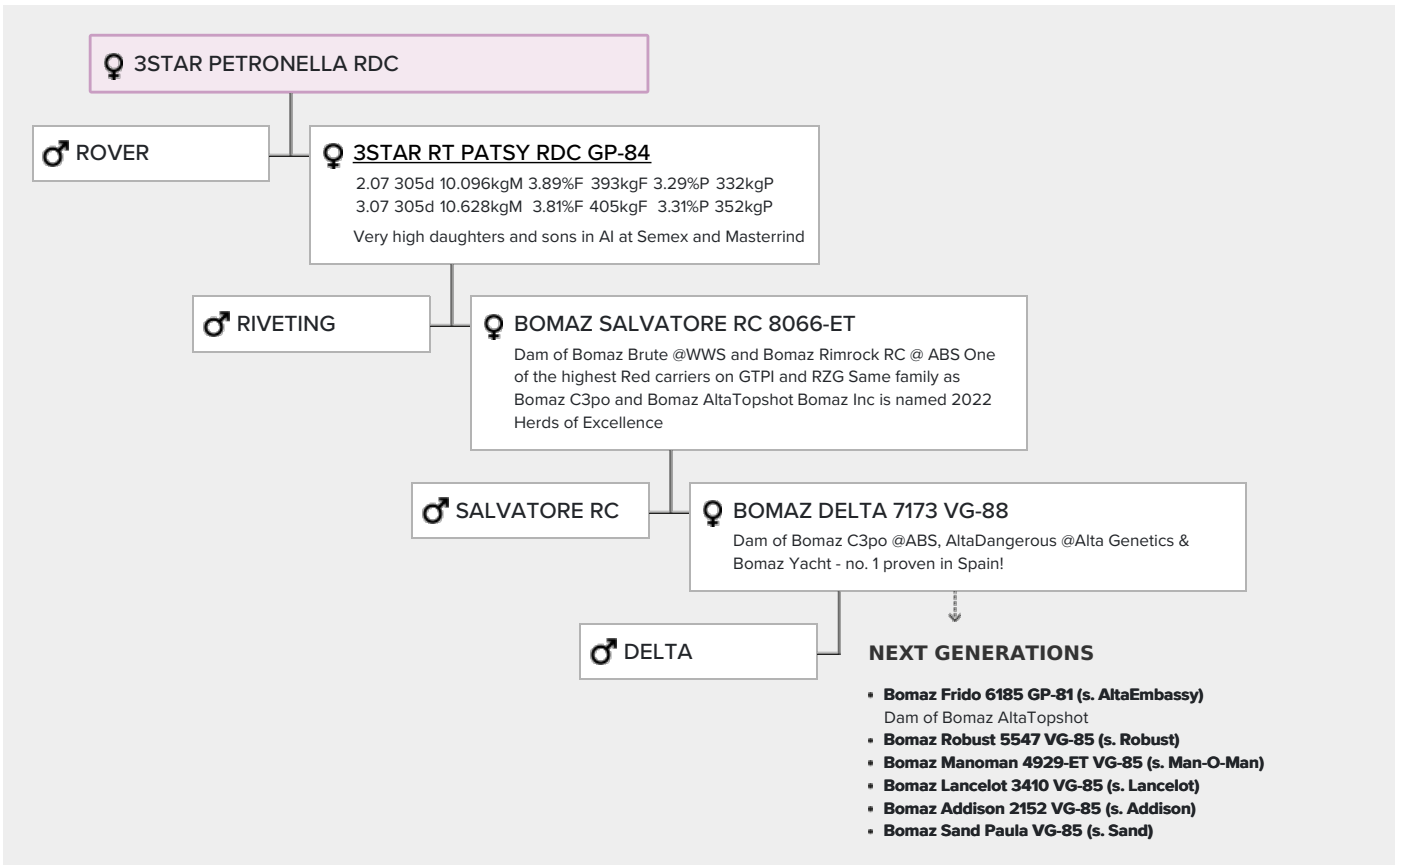 ♀ 3STAR PETRONELLA RDC
♂ ROVER
♀ 3STAR RT PATSY RDC GP-84
2.07 305d 10.096kgM 3.89%F 393kgF 3.29%P 332kgP
3.07 305d 10.628kgM 3.81%F 405kgF 3.31%P 352kgP
Very high daughters and sons in AI at Semex and Masterrind
♂ RIVETING
♀ BOMAZ SALVATORE RC 8066-ET
Dam of Bomaz Brute @WWS and Bomaz Rimrock RC @ ABS One
of the highest Red carriers on GTPI and RZG Same family as
Bomaz C3po and Bomaz AltaTopshot Bomaz Inc is named 2022
Herds of Excellence
♂ SALVATORE RC
♀ BOMAZ DELTA 7173 VG-88
Dam of Bomaz C3po @ABS, AltaDangerous @Alta Genetics &
Bomaz Yacht - no. 1 proven in Spain!
♂ DELTA
NEXT GENERATIONS
• Bomaz Frido 6185 GP-81 (s. AltaEmbassy)
Dam of Bomaz AltaTopshot
• Bomaz Robust 5547 VG-85 (s. Robust)
• Bomaz Manoman 4929-ET VG-85 (s. Man-O-Man)
• Bomaz Lancelot 3410 VG-85 (s. Lancelot)
• Bomaz Addison 2152 VG-85 (s. Addison)
• Bomaz Sand Paula VG-85 (s. Sand)